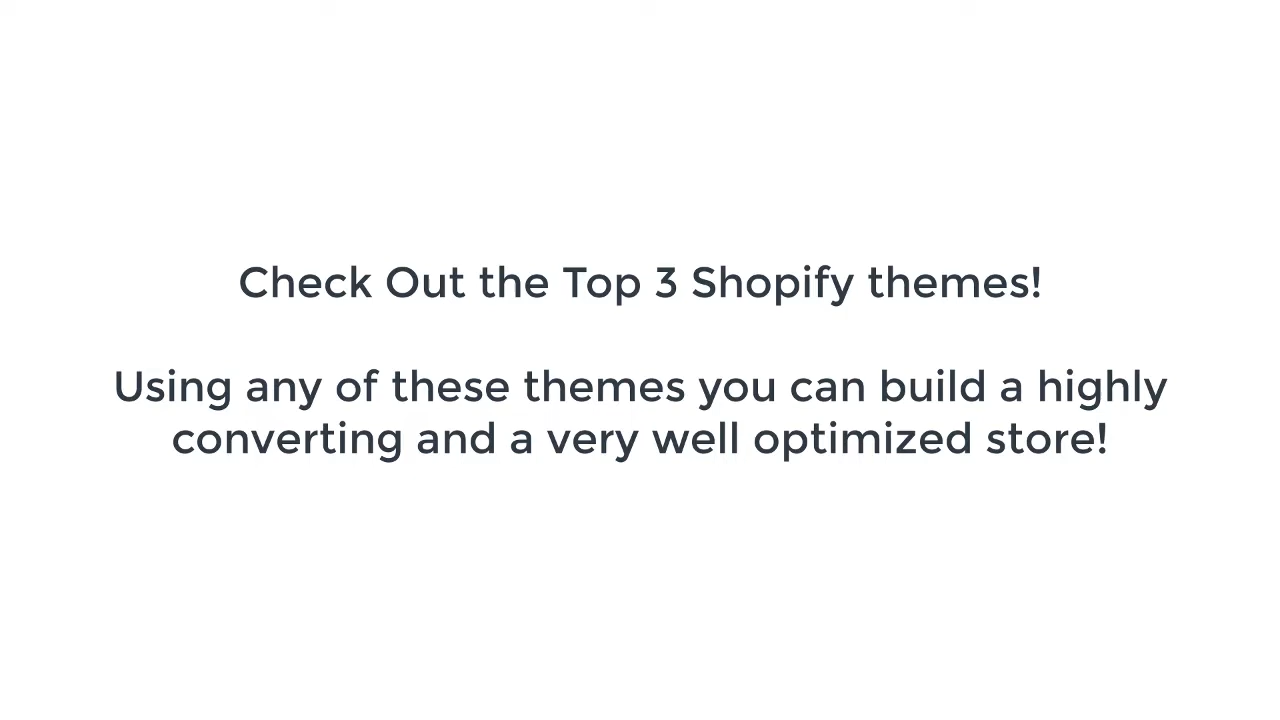 Check Out the Top 3 Shopify themes!
Using any of these themes you can build a highly
converting and a very well optimized store!